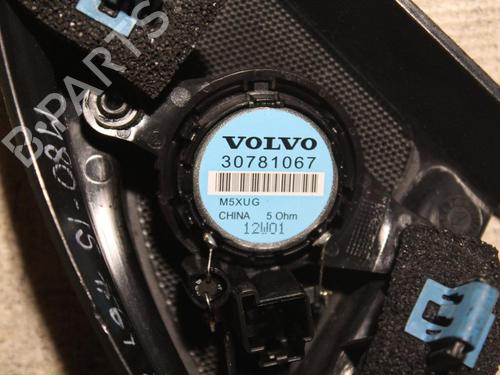 B-PARTS
VOLVO
30781067
M5XUG
CHINA 5 Ohm
12W01